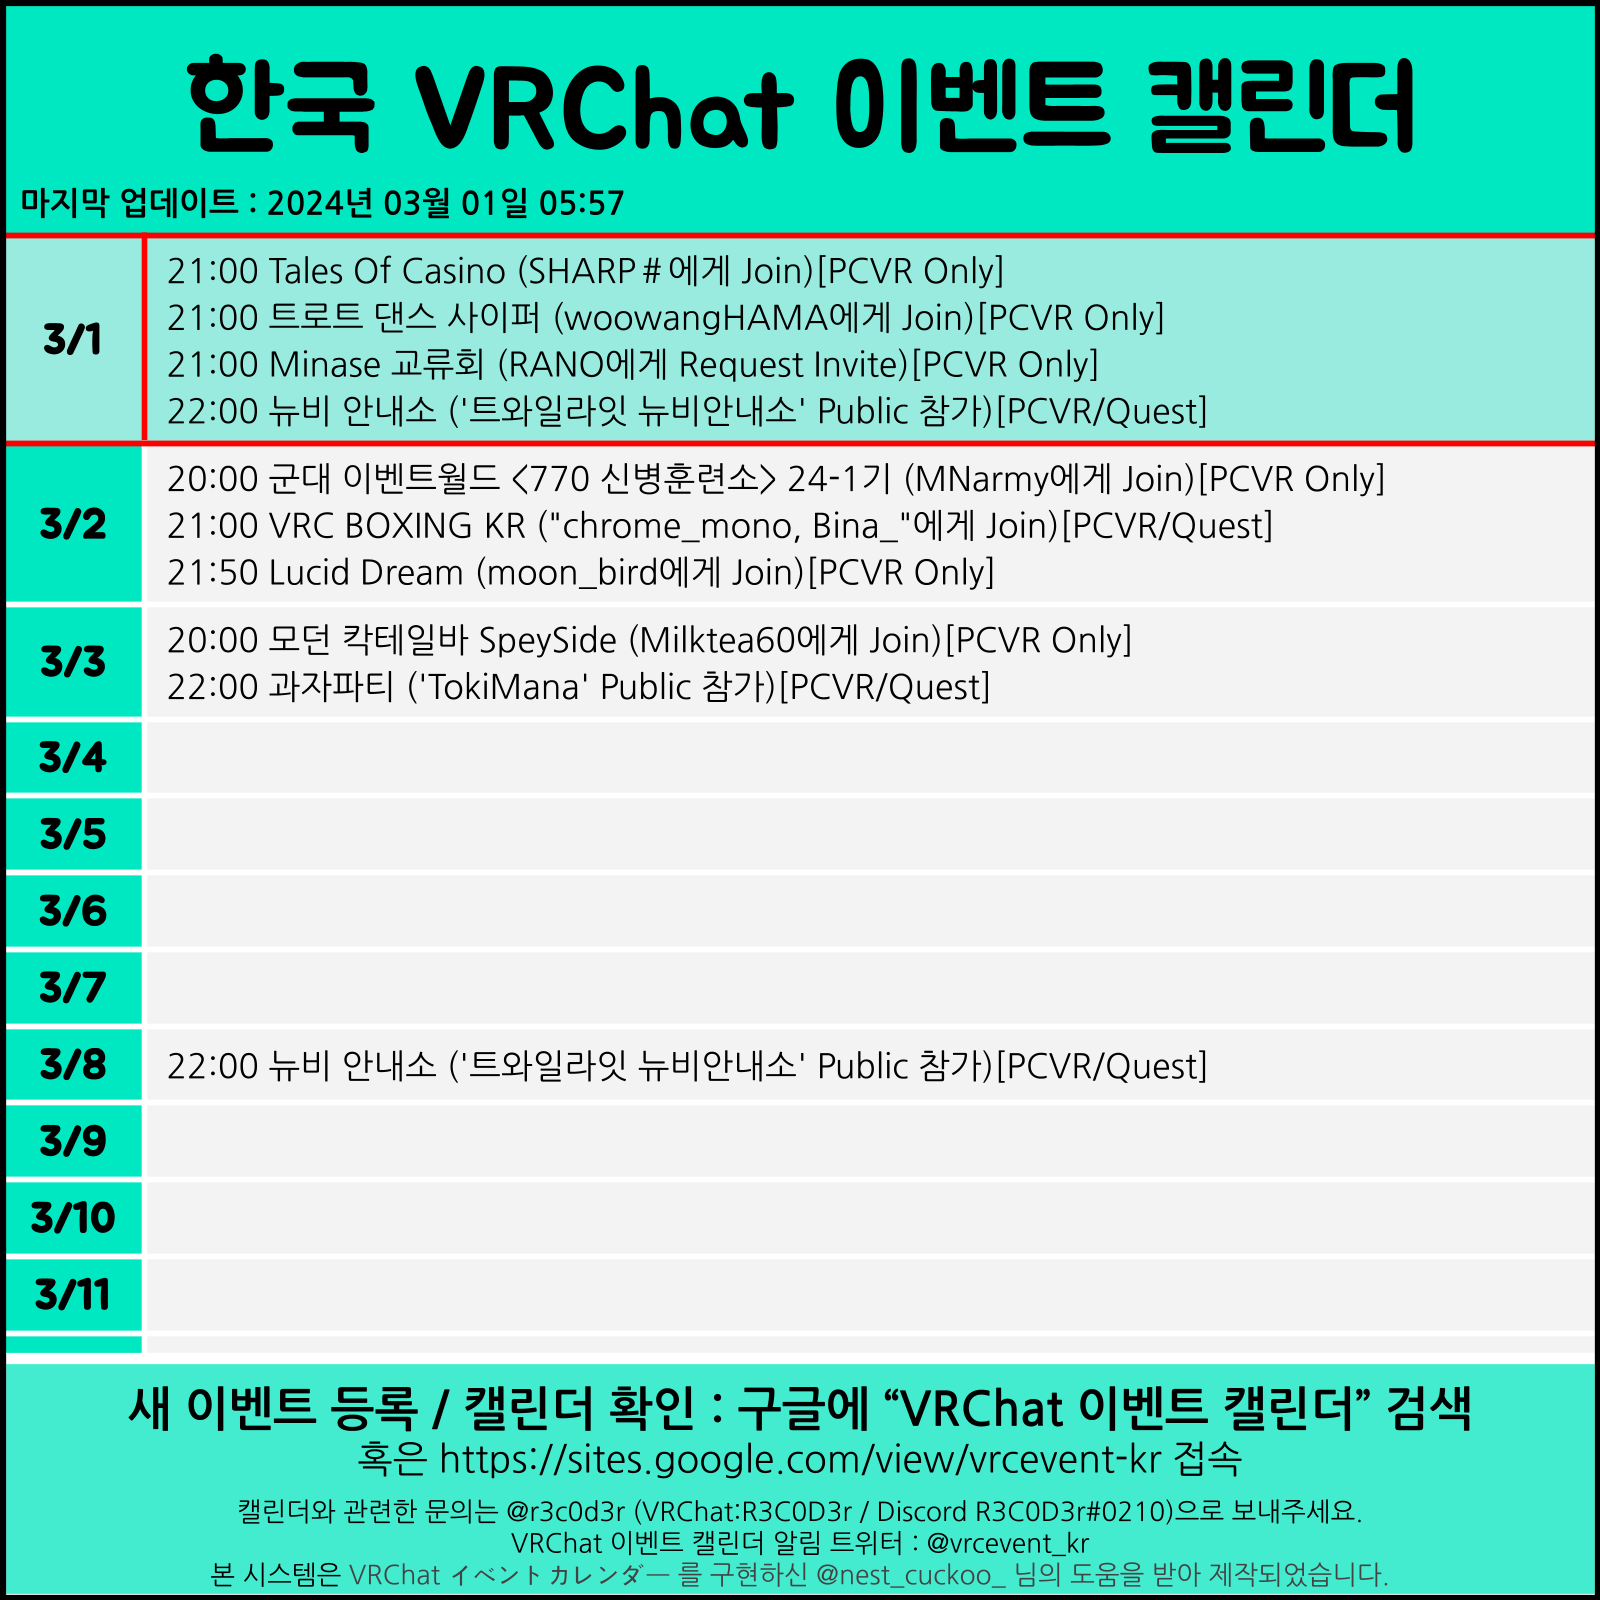 한국 VRChat 이벤트 캘린더
마지막 업데이트 : 2024년 03월 01일 05:57
3/1
21:00 Tales Of Casino (SHARP＃에게 Join)[PCVR Only]
21:00 트로트 댄스 사이퍼 (woowangHAMA에게 Join)[PCVR Only]
21:00 Minase 교류회 (RANO에게 Request Invite)[PCVR Only]
22:00 뉴비 안내소 ('트와일라잇 뉴비안내소' Public 참가)[PCVR/Quest]
3/2
20:00 군대 이벤트월드 <770 신병훈련소> 24-1기 (MNarmy에게 Join)[PCVR Only]
21:00 VRC BOXING KR ("chrome_mono, Bina_"에게 Join)[PCVR/Quest]
21:50 Lucid Dream (moon_bird에게 Join)[PCVR Only]
3/3
20:00 모던 칵테일바 SpeySide (Milktea60에게 Join)[PCVR Only]
22:00 과자파티 ('TokiMana' Public 참가)[PCVR/Quest]
3/4
3/5
3/6
3/7
3/8
22:00 뉴비 안내소 ('트와일라잇 뉴비안내소' Public 참가)[PCVR/Quest]
3/9
3/10
3/11
새 이벤트 등록 / 캘린더 확인 : 구글에 “VRChat 이벤트 캘린더” 검색
혹은 https://sites.google.com/view/vrcevent-kr 접속
캘린더와 관련한 문의는 @r3c0d3r (VRChat:R3C0D3r / Discord R3C0D3r#0210)으로 보내주세요.
VRChat 이벤트 캘린더 알림 트위터 : @vrcevent_kr
본 시스템은 VRChat イベントカレンダー 를 구현하신 @nest_cuckoo_ 님의 도움을 받아 제작되었습니다.